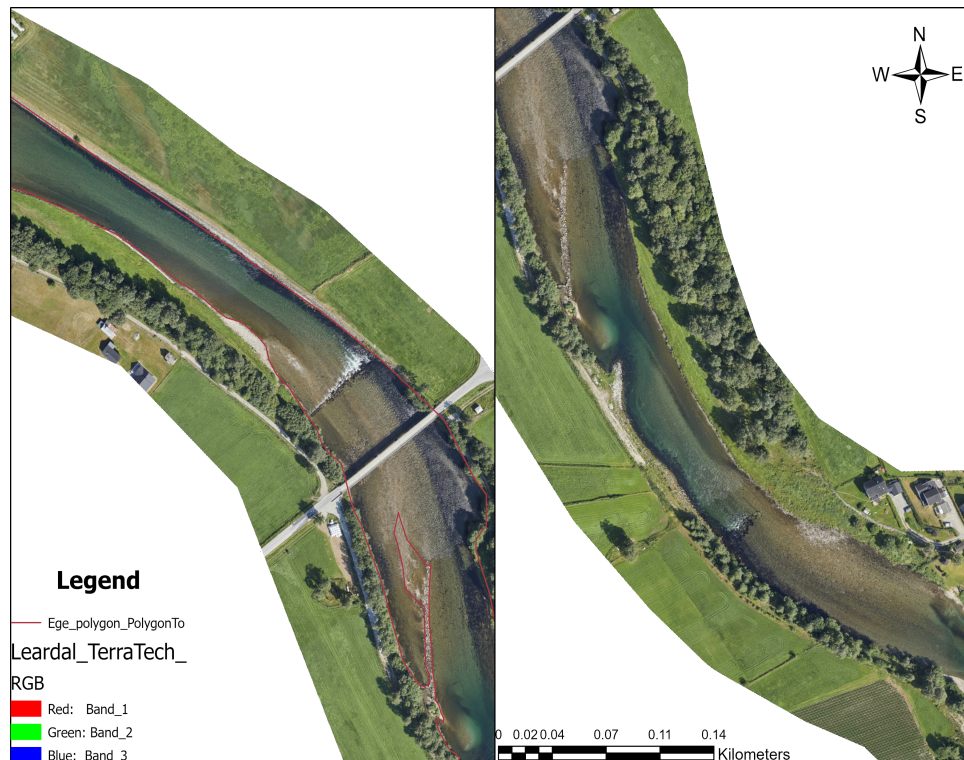 N
W E
S
Legend
Ege_polygon_PolygonTo
Leardal_TerraTech_
RGB
Red: Band_1
Green: Band_2
Blue: Band_3
0 0.02 0.04 0.07 0.11 0.14
Kilometers